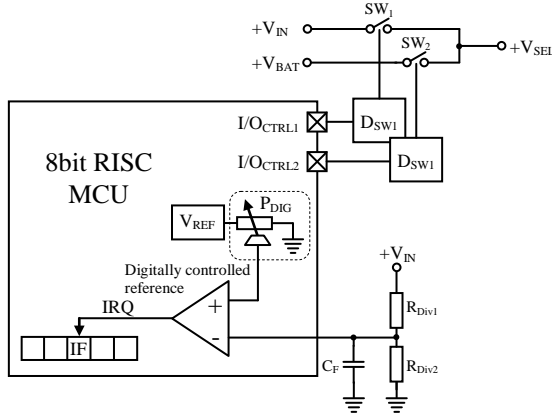 SW1
+VIN
+VSEL
SW2
+VBAT
I/OCTRL1
DSW1
I/OCTRL2
DSW1
8bit RISC
MCU
PDIG
VREF
Digitally controlled
reference
+VIN
IRQ
+
RDiv1
-
IF
CF
RDiv2